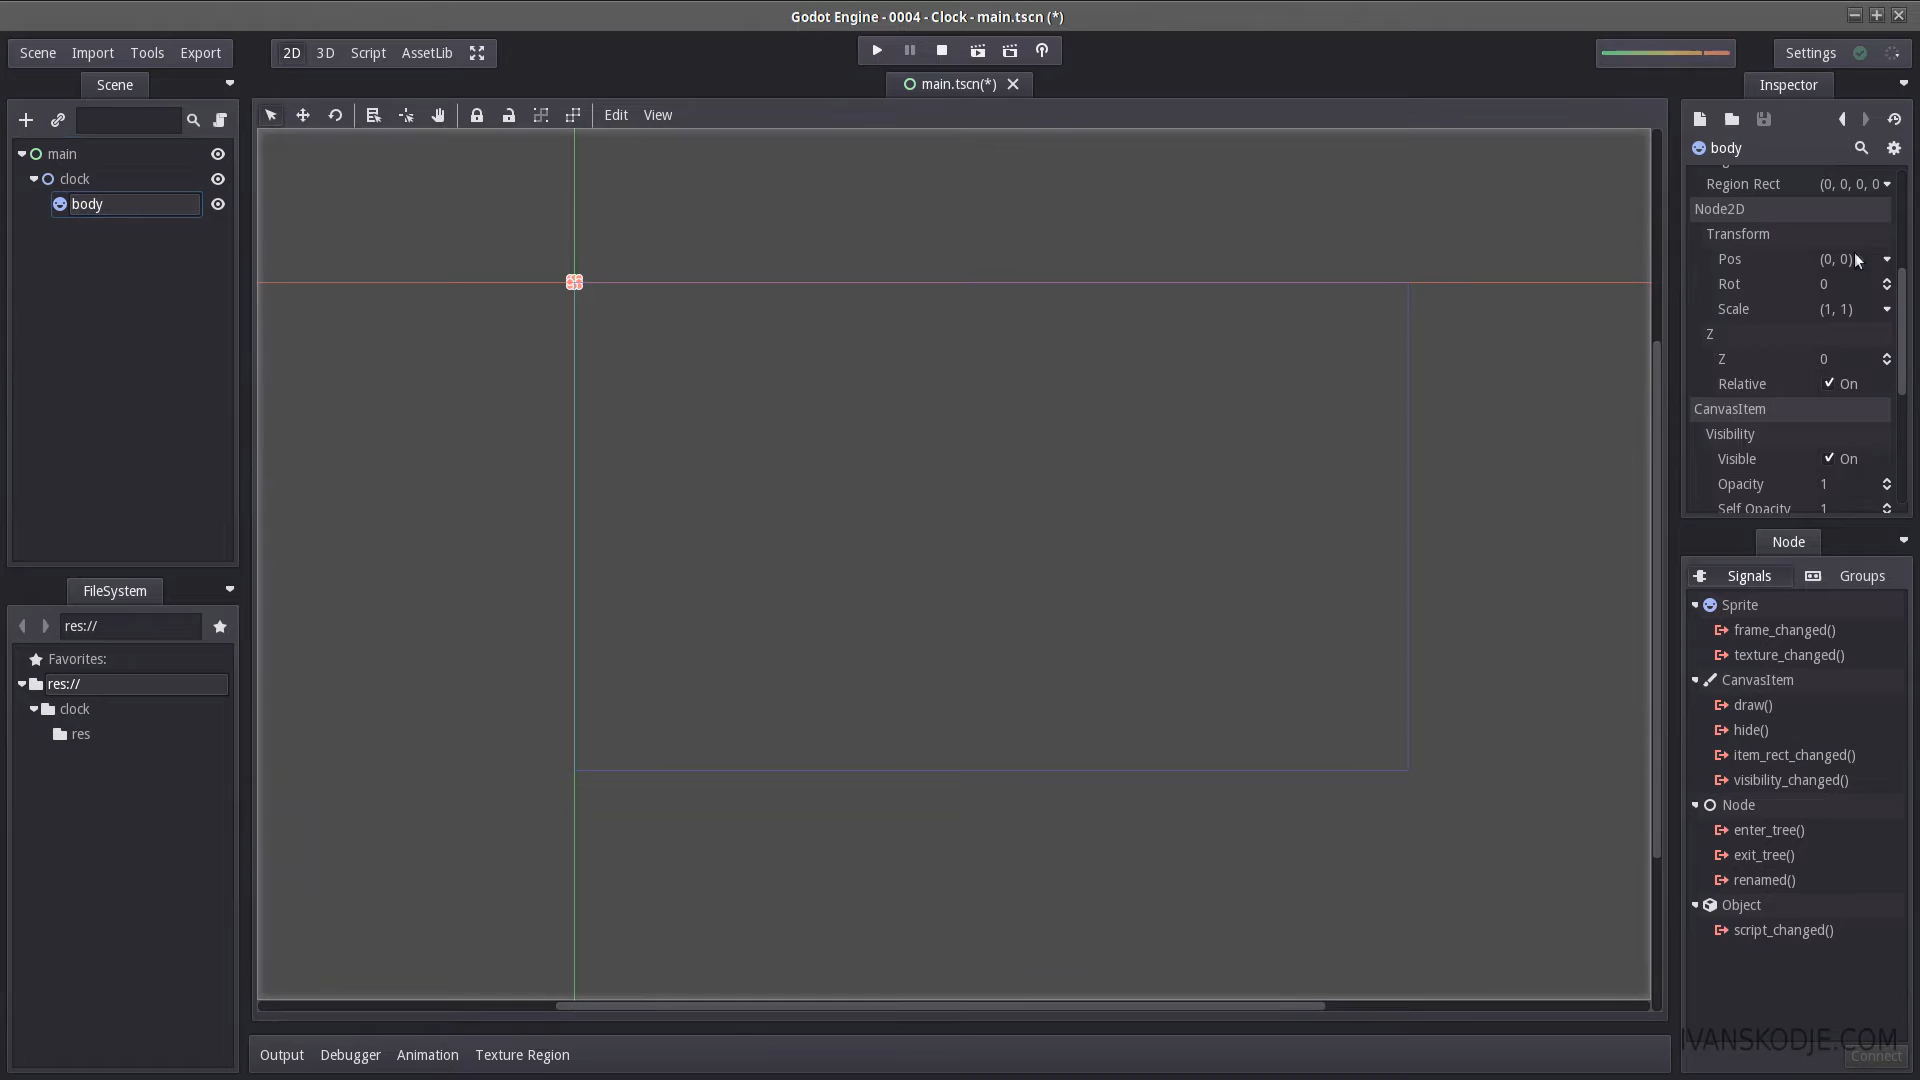 Godot Engine - 0004 - Clock - main.tscn (*)
Scene Import Tools Export
2D 3D Script AssetLib
Settings
Scene
main.tscn(*)
Inspector
Edit View
main
clock
body
body
Region Rect (0, 0, 0, 0
Node2D
Transform
Pos (0, 0)
Rot 0
Scale (1, 1)
Z
Z 0
Relative On
CanvasItem
Visibility
Visible On
Opacity 1
Self Opacity 1
Node
Signals Groups
Sprite
frame_changed()
texture_changed()
CanvasItem
draw()
hide()
item_rect_changed()
visibility_changed()
Node
enter_tree()
exit_tree()
renamed()
Object
script_changed()
FileSystem
res://
Favorites:
res://
clock
res
Output Debugger Animation Texture Region
IVANSKODJE.COM
Connect